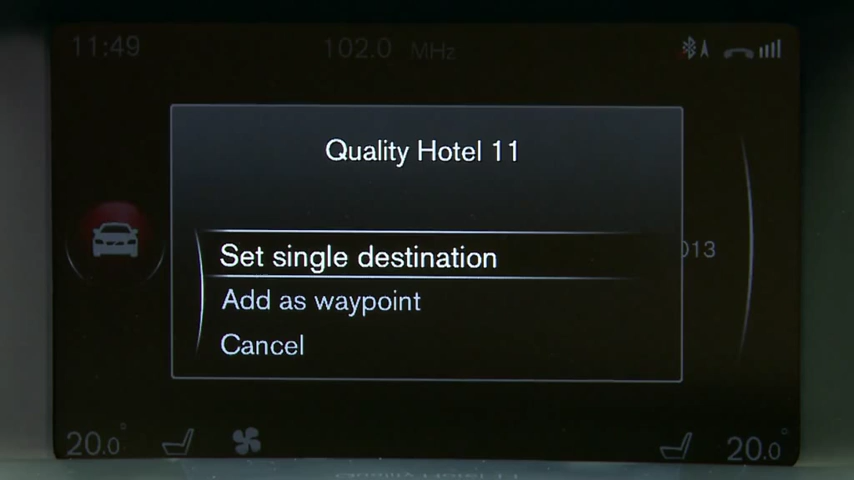 11:49 102.0 MHz
Quality Hotel 11
Set single destination
013
Add as waypoint
Cancel
20.0° 20.0°